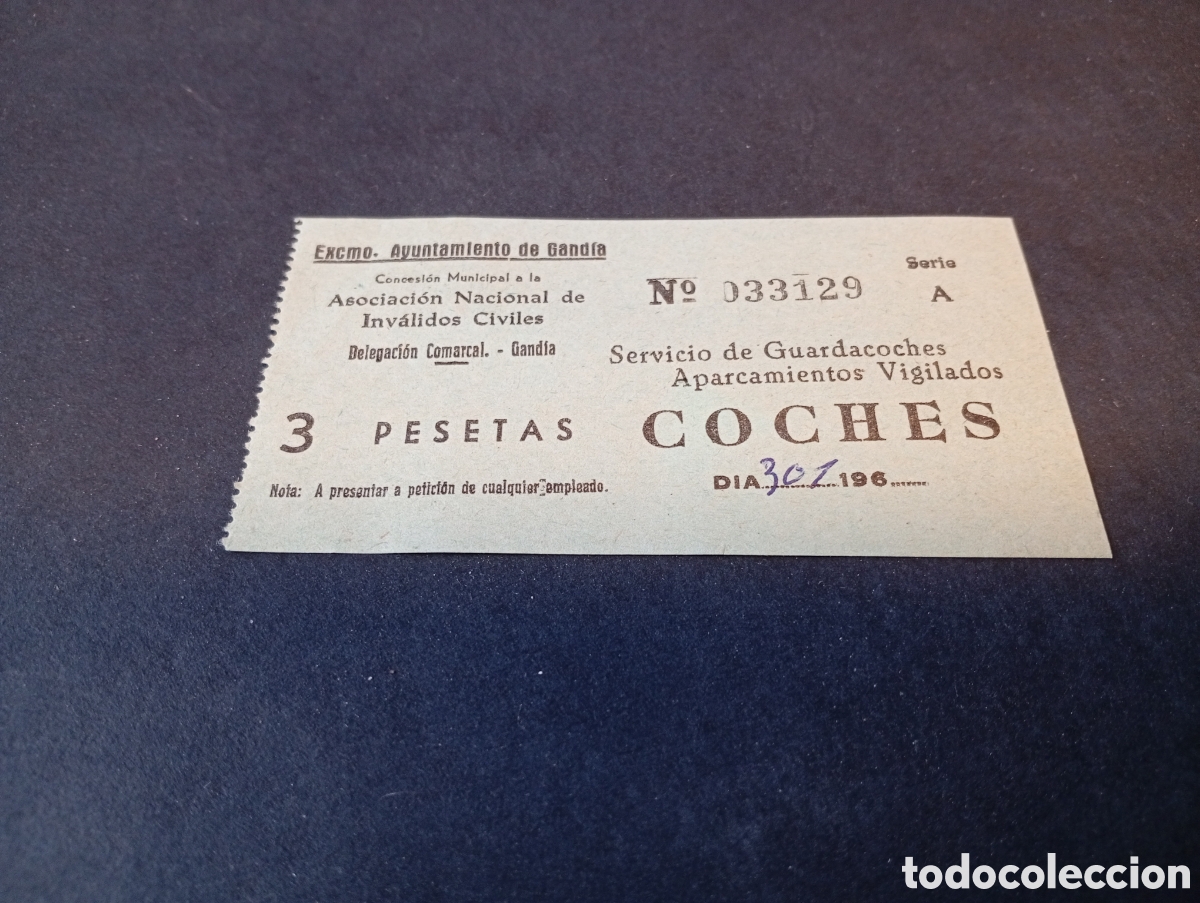 Excmo. Ayuntamiento de Gandía
Concesión Municipal a la
Asociación Nacional de
Inválidos Civiles
Delegación Comarcal. - Gandía
3 PESETAS
Nota: A presentar a petición de cualquier empleado.
Nº 033129
Serie
A
Servicio de Guardacoches
Aparcamientos Vigilados
COCHES
DIA 30 1 196
todocoleccion